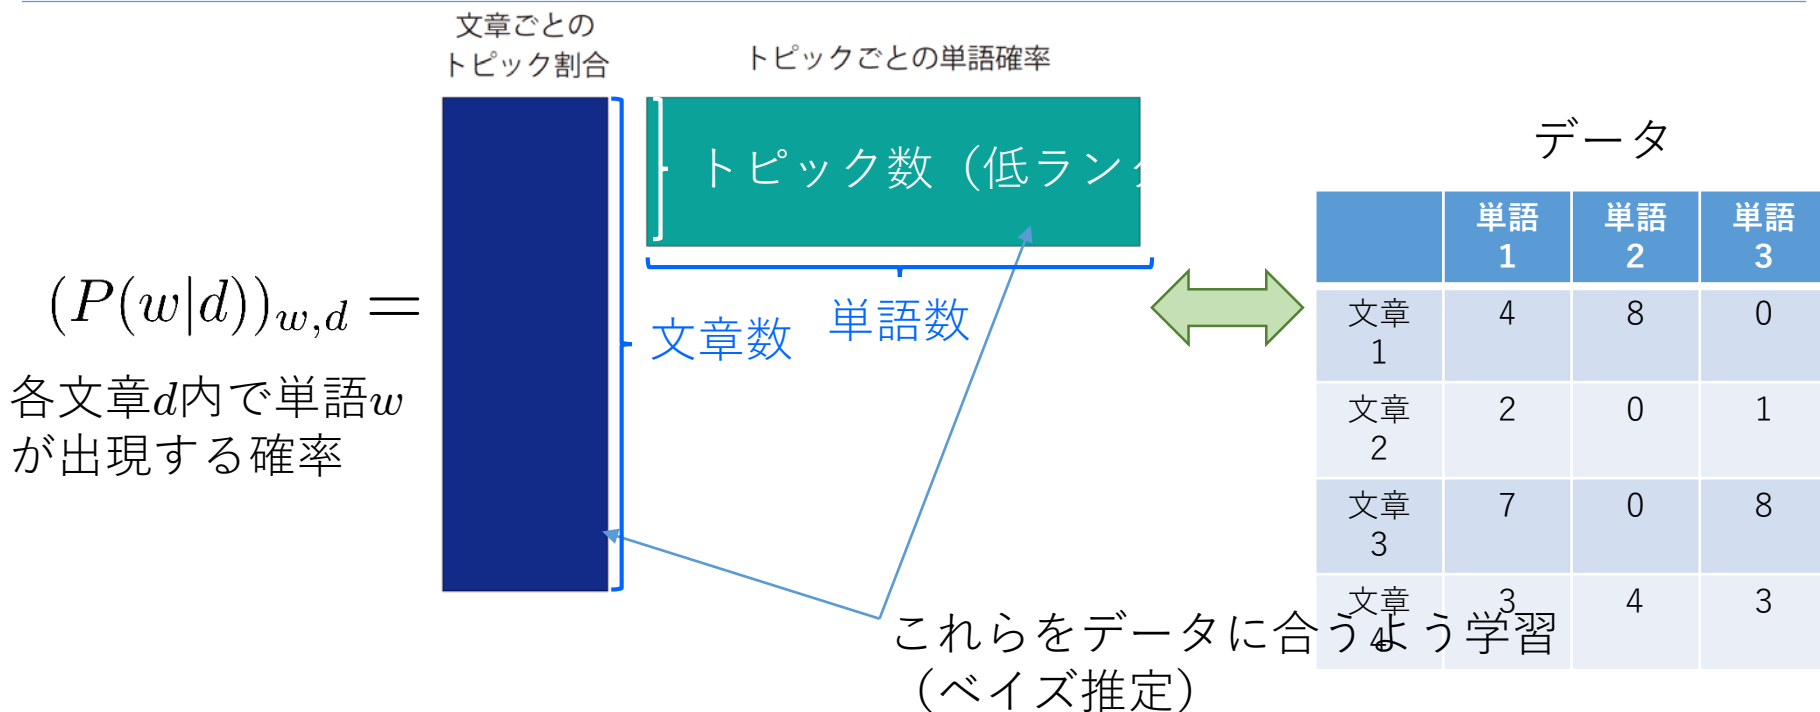 文章ごとの
トピック割合
トピックごとの単語確率
トピック数（低ラン
データ
(P(w|d))_{w,d} =
各文章d内で単語w
が出現する確率
文章数
単語数
単語 単語 単語
1 2 3
文章 4 8 0
1
文章 2 0 1
2
文章 7 0 8
3
文章 3 4 3
4
これらをデータに合うよう学習
（ベイズ推定）